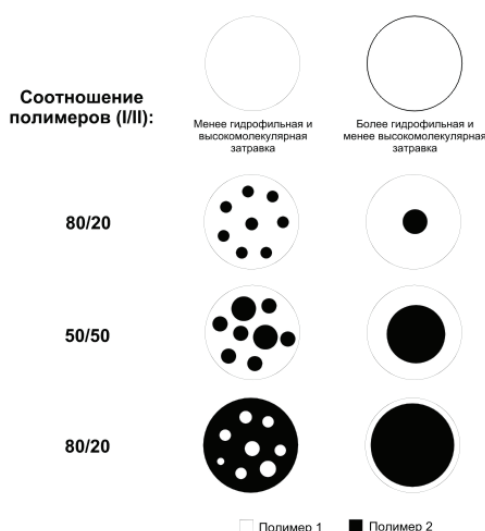 Соотношение
полимеров (I/II):
Менее гидрофильная и
высокомолекулярная
затравка
Более гидрофильная и
менее высокомолекулярная
затравка
80/20
50/50
80/20
Полимер 1
Полимер 2